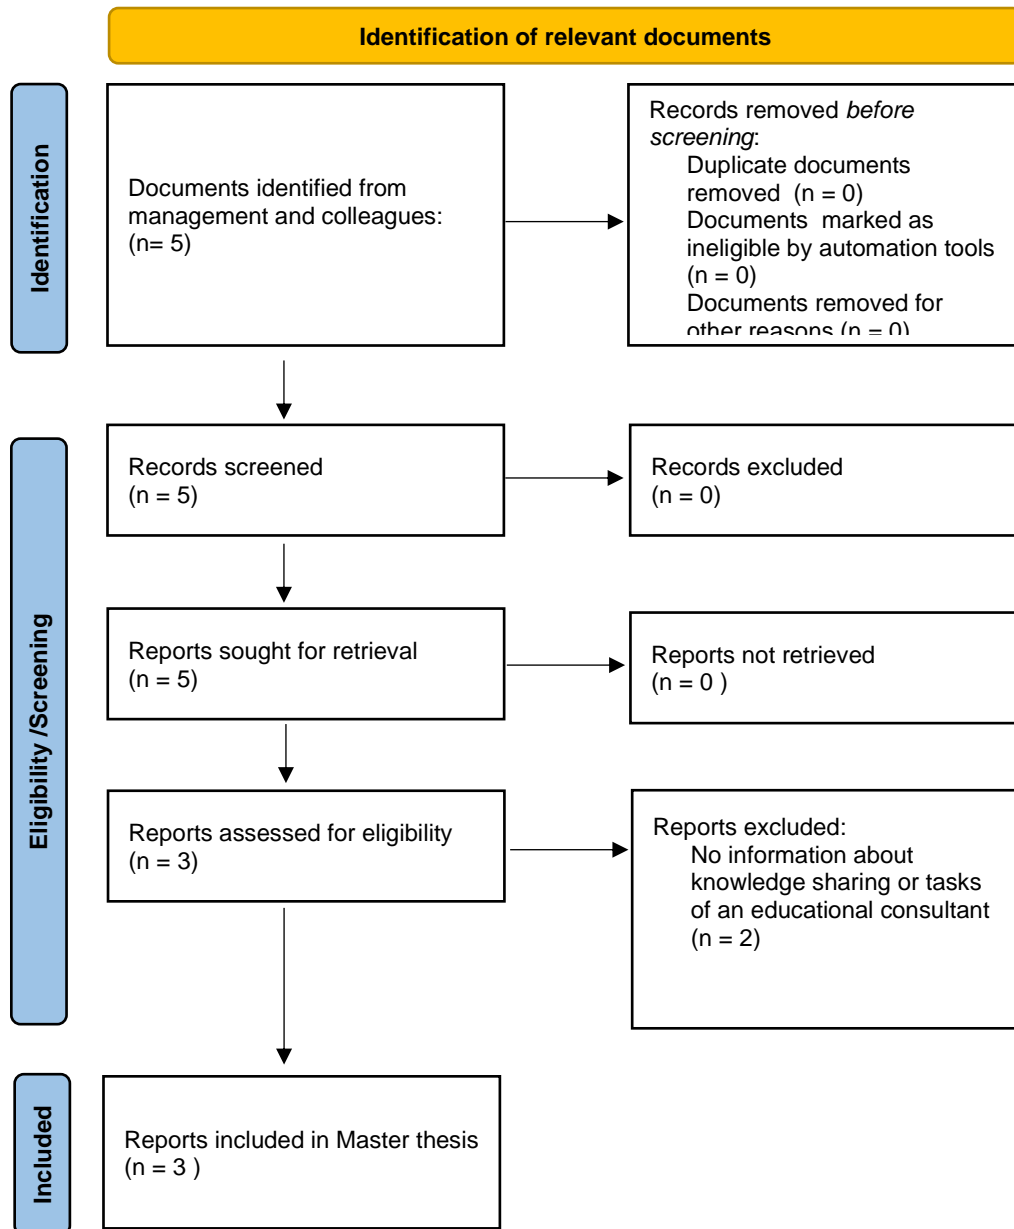 Identification of relevant documents
Identification
Documents identified from
management and colleagues:
(n= 5)
Records removed before
screening:
Duplicate documents
removed  (n = 0)
Documents  marked as
ineligible by automation tools
(n = 0)
Documents removed for
other reasons (n = 0)
Eligibility /Screening
Records screened
(n = 5)
Records excluded
(n = 0)
Reports sought for retrieval
(n = 5)
Reports not retrieved
(n = 0 )
Reports assessed for eligibility
(n = 3)
Reports excluded:
No information about
knowledge sharing or tasks
of an educational consultant
(n = 2)
Included
Reports included in Master thesis
(n = 3 )